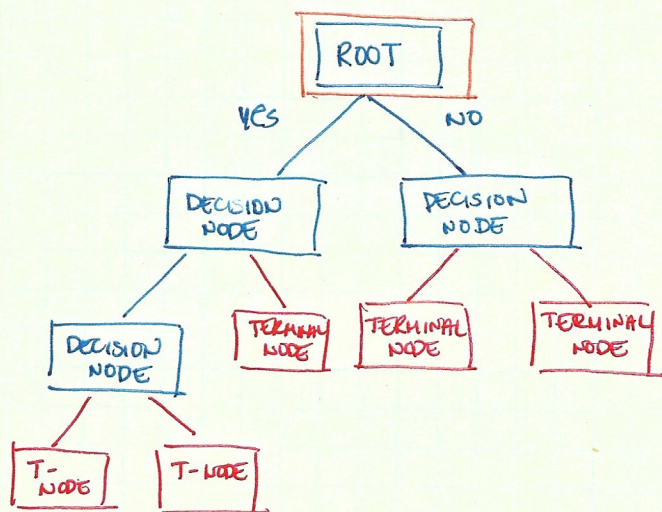 ROOT
YES
NO
DECISION
NODE
DECISION
NODE
DECISION
NODE
TERMINAL
NODE
TERMINAL
NODE
TERMINAL
NODE
T-
NODE
T-NODE